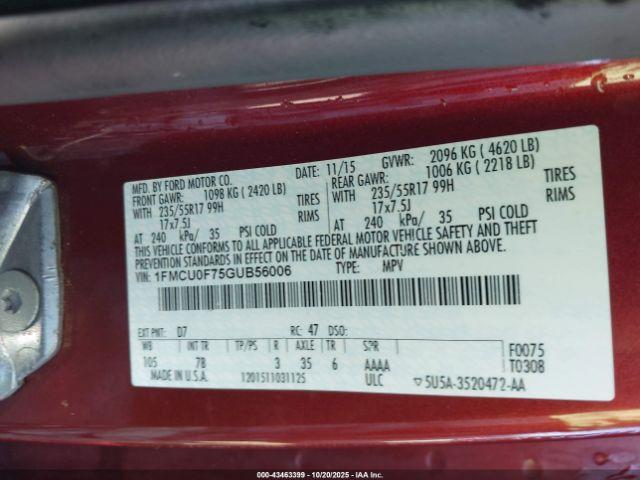 MFD. BY FORD MOTOR CO. 11/15 GVWR: 2096 KG ( 4620 LB)
FRONT GAWR: 1098 KG ( 2420 LB) REAR GAWR: 1006 KG ( 2218 LB)
WITH 235/55R17 99H TIRES WITH 235/55R17 99H TIRES
17x7.5J RIMS 17x7.5J RIMS
AT 240 kPa/ 35 PSI COLD AT 240 kPa/ 35 PSI COLD
THIS VEHICLE CONFORMS TO ALL APPLICABLE FEDERAL MOTOR VEHICLE SAFETY AND THEFT
PREVENTION STANDARDS IN EFFECT ON THE DATE OF MANUFACTURE SHOWN ABOVE.
VIN: 1FMCU0F75GUB56006 TYPE: MPV
EXT PNT: D7 RC: 47 DSO:
WB INT TR TP/PS R AXLE TR SPR F0075
105 7B 3 35 6 AAAA T0308
MADE IN U.S.A. 1201511031125 ULC ▽5U5A-3520472-AA
000-43463399 - 10/20/2025 - IAA Inc.